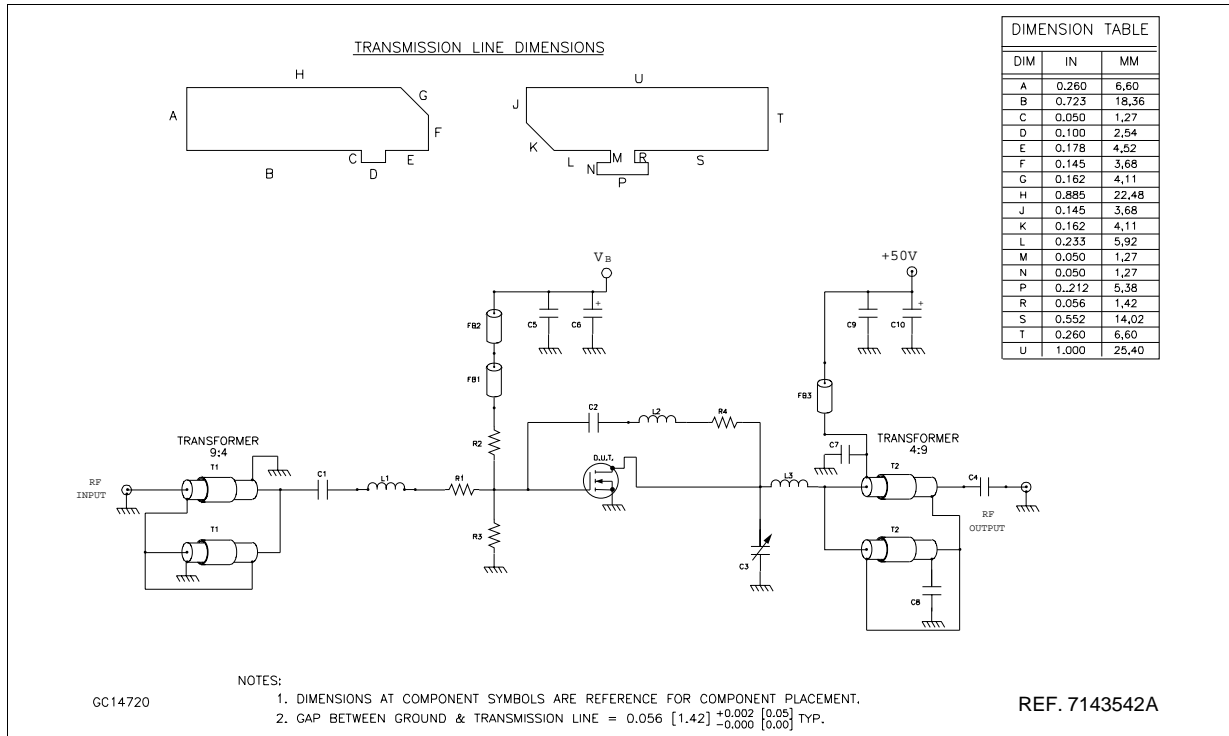 TRANSMISSION LINE DIMENSIONS
H
G
A
F
C
E
D
B
U
J
T
K
L
M
R
S
N
P
DIMENSION TABLE
DIM IN MM
A 0.260 6,60
B 0.723 18,36
C 0.050 1,27
D 0.100 2,54
E 0.178 4,52
F 0.145 3,68
G 0.162 4,11
H 0.885 22,48
J 0.145 3,68
K 0.162 4,11
L 0.233 5,92
M 0.050 1,27
N 0.050 1,27
P 0..212 5,38
R 0.056 1,42
S 0.552 14,02
T 0.260 6,60
U 1.000 25,40
VB
+50V
FB2
C5
C6
+
C9
C10
+
FB1
FB3
C2
L2
R4
R2
D.U.T.
C7
TRANSFORMER
9:4
T1
TRANSFORMER
4:9
T2
RF
INPUT
C1
L1
R1
L3
C4
RF
OUTPUT
T1
R3
T2
C3
C8
NOTES:
1. DIMENSIONS AT COMPONENT SYMBOLS ARE REFERENCE FOR COMPONENT PLACEMENT.
2. GAP BETWEEN GROUND & TRANSMISSION LINE = 0.056 [1.42] +0.002 [0.05] -0.000 [0.00] TYP.
GC14720
REF. 7143542A